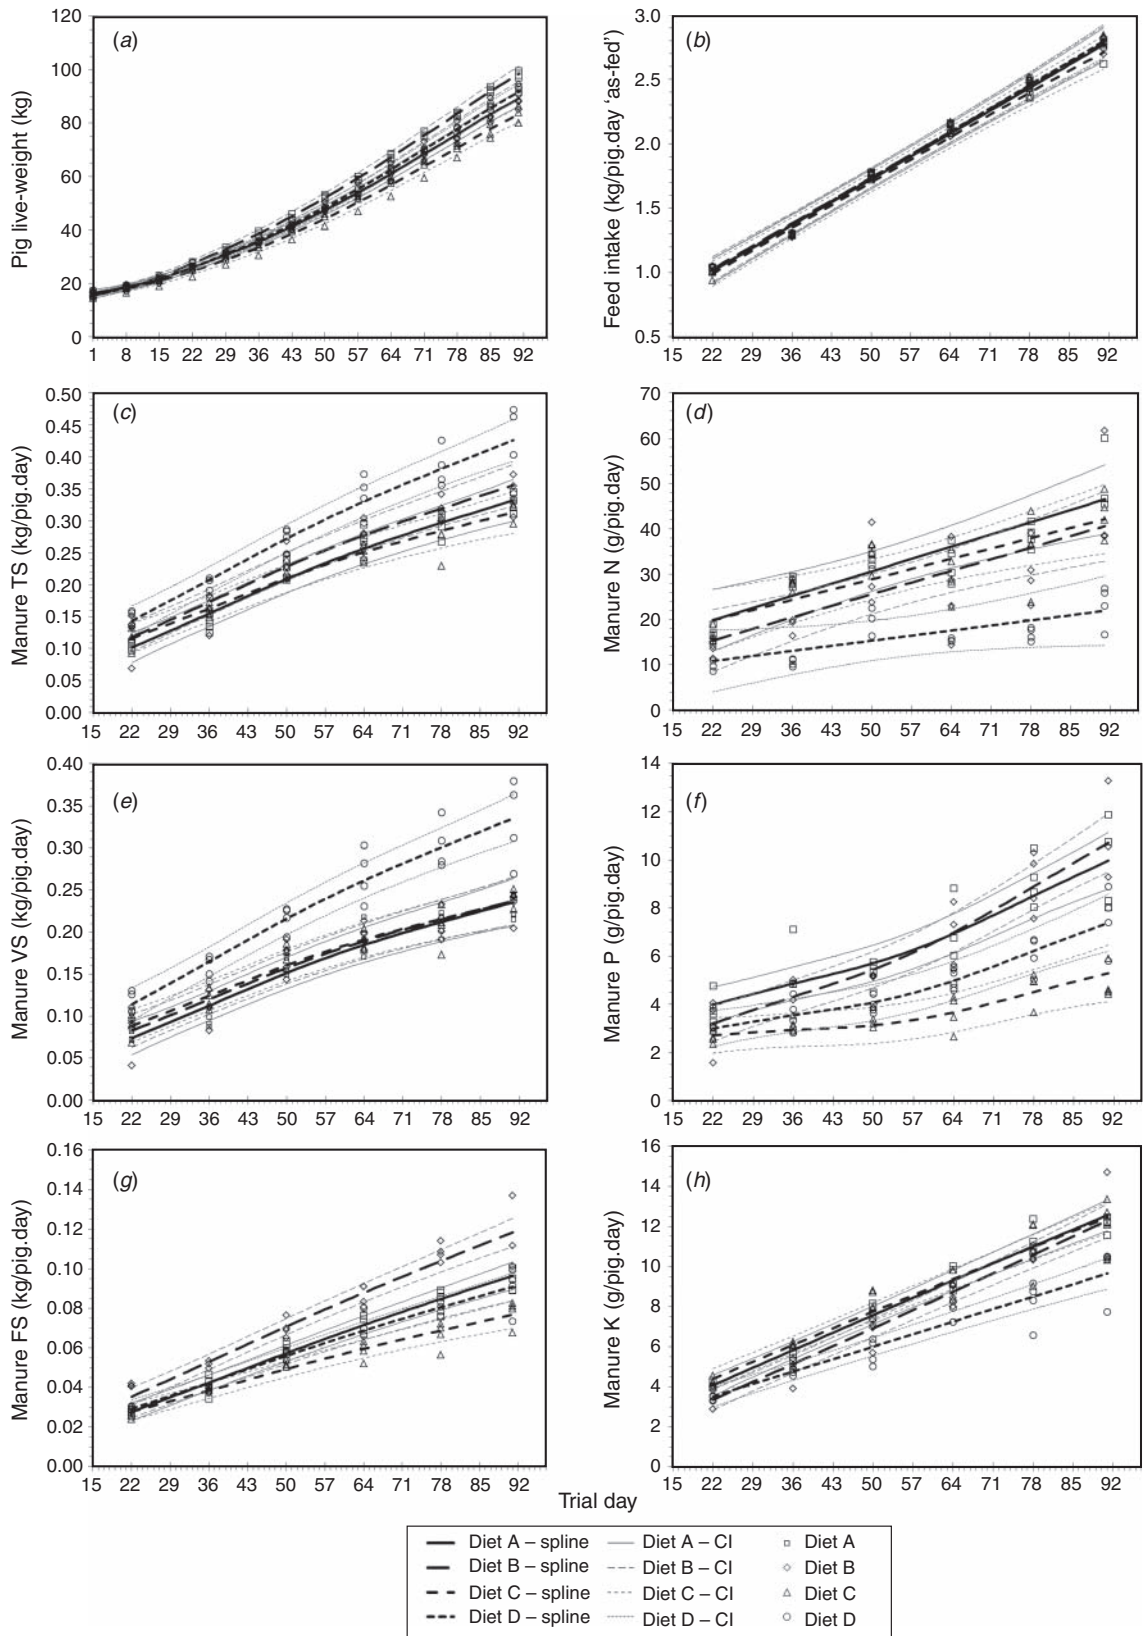 (a)
Pig live-weight (kg)
120
100
80
60
40
20
0
1 8 15 22 29 36 43 50 57 64 71 78 85 92
(b)
Feed intake (kg/pig.day ‘as-fed’)
3.0
2.5
2.0
1.5
1.0
0.5
22 36 43 50 57 64 71 78 85 92
(c)
Manure TS (kg/pig.day)
0.50
0.45
0.40
0.35
0.30
0.25
0.20
0.15
0.10
0.05
0.00
15 22 29 36 43 50 57 64 71 78 85 92
(d)
Manure N (g/pig.day)
70
60
50
40
30
20
10
0
15 22 29 36 43 50 57 64 71 78 85 92
(e)
Manure VS (kg/pig.day)
0.40
0.35
0.30
0.25
0.20
0.15
0.10
0.05
0.00
15 22 29 36 43 50 57 64 71 78 85 92
(f)
Manure P (g/pig.day)
14
12
10
8
6
4
2
0
15 22 29 36 43 50 57 64 71 78 85 92
(g)
Manure FS (kg/pig.day)
0.16
0.14
0.12
0.10
0.08
0.06
0.04
0.02
0.00
15 22 29 36 43 50 57 64 71 78 85 92
(h)
Manure K (g/pig.day)
16
14
12
10
8
6
4
2
0
15 22 29 36 43 50 57 64 71 78 85 92
Trial day
Diet A – spline Diet A – CI Diet A
Diet B – spline Diet B – CI Diet B
Diet C – spline Diet C – CI Diet C
Diet D – spline Diet D – CI Diet D